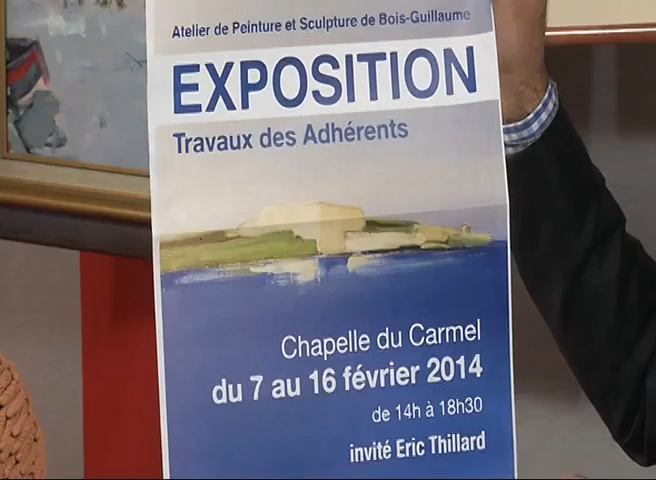 Atelier de Peinture et Sculpture de Bois-Guillaume
EXPOSITION
Travaux des Adhérents
Chapelle du Carmel
du 7 au 16 février 2014
de 14h à 18h30
invité Eric Thillard